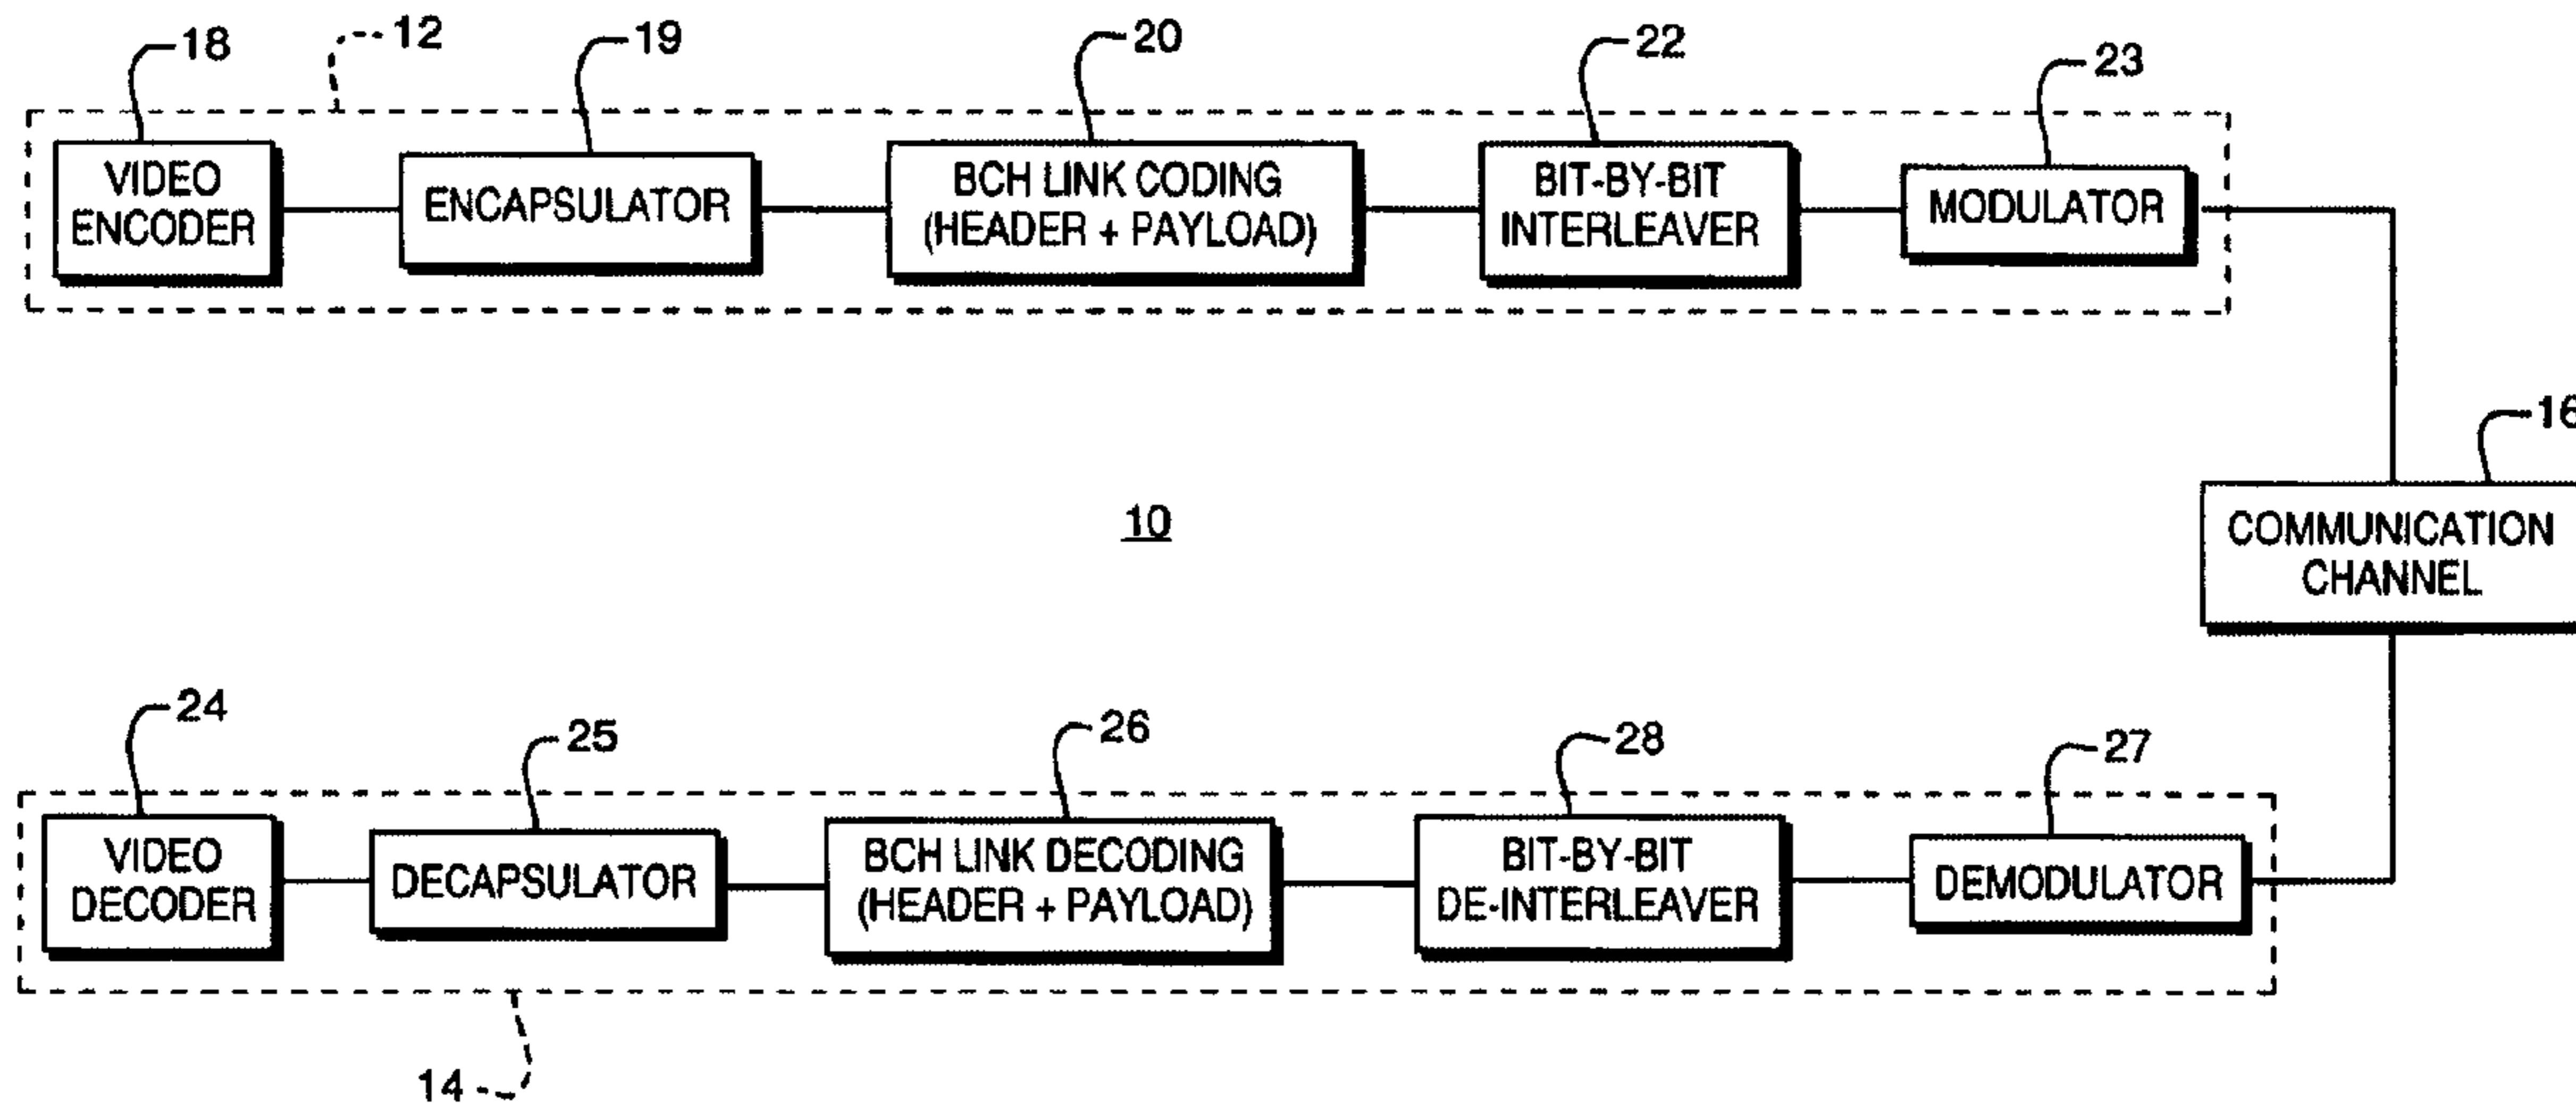 18
12
19
20
22
23
VIDEO
ENCODER
ENCAPSULATOR
BCH LINK CODING
(HEADER + PAYLOAD)
BIT-BY-BIT
INTERLEAVER
MODULATOR
16
10
COMMUNICATION
CHANNEL
24
25
26
28
27
VIDEO
DECODER
DECAPSULATOR
BCH LINK DECODING
(HEADER + PAYLOAD)
BIT-BY-BIT
DE-INTERLEAVER
DEMODULATOR
14